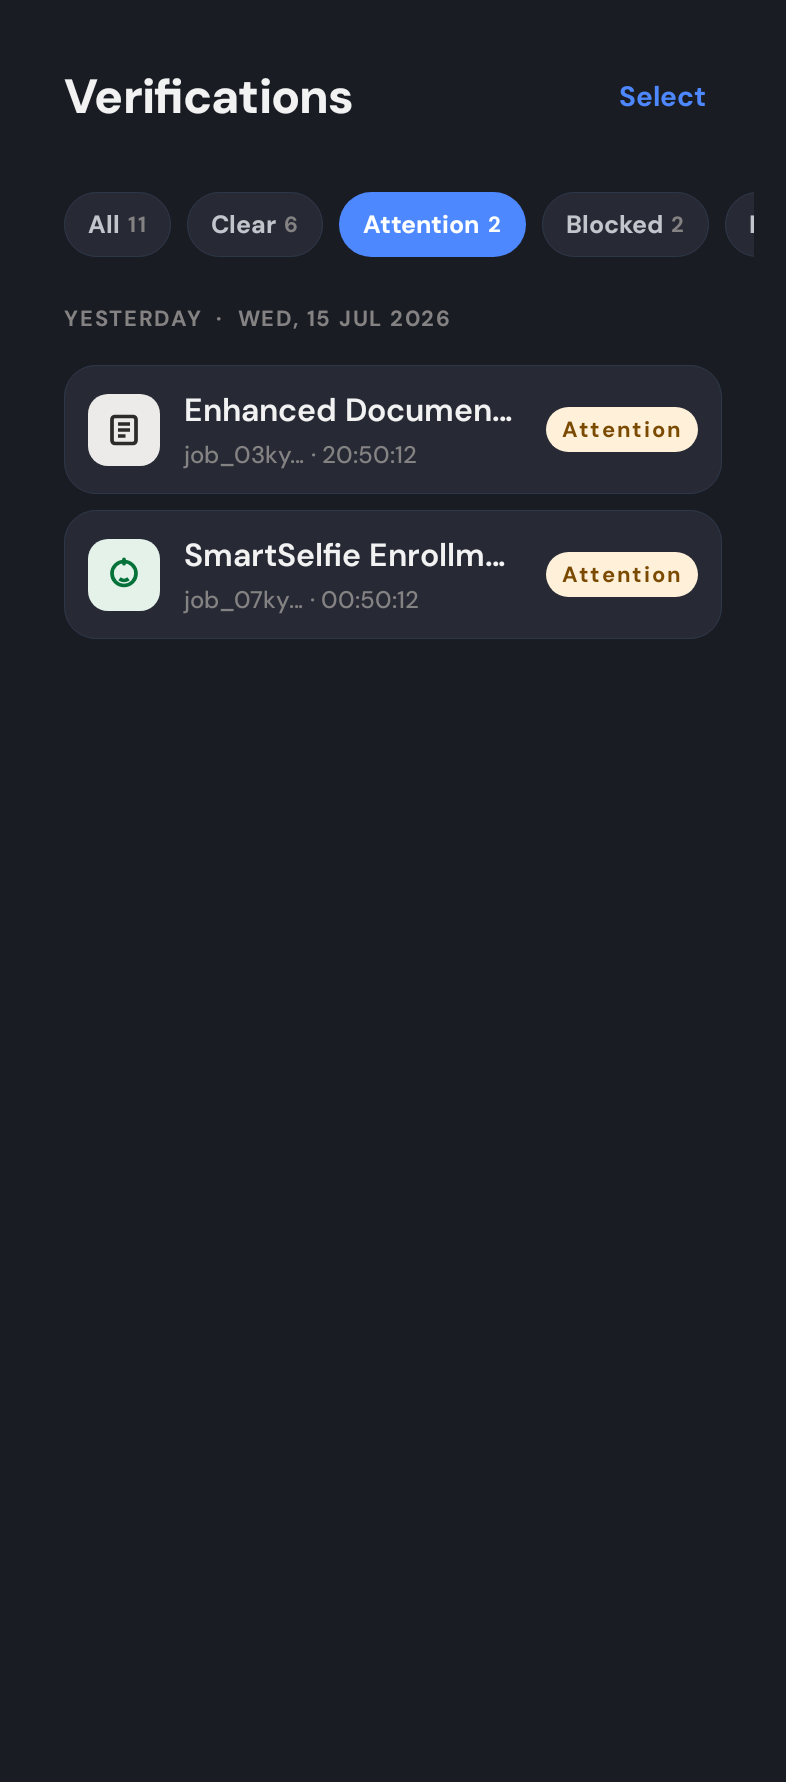 Verifications
Select
All 11
Clear 6
Attention 2
Blocked 2
YESTERDAY · WED, 15 JUL 2026
Enhanced Documen...
job_03ky... · 20:50:12
Attention
SmartSelfie Enrollm...
job_07ky... · 00:50:12
Attention